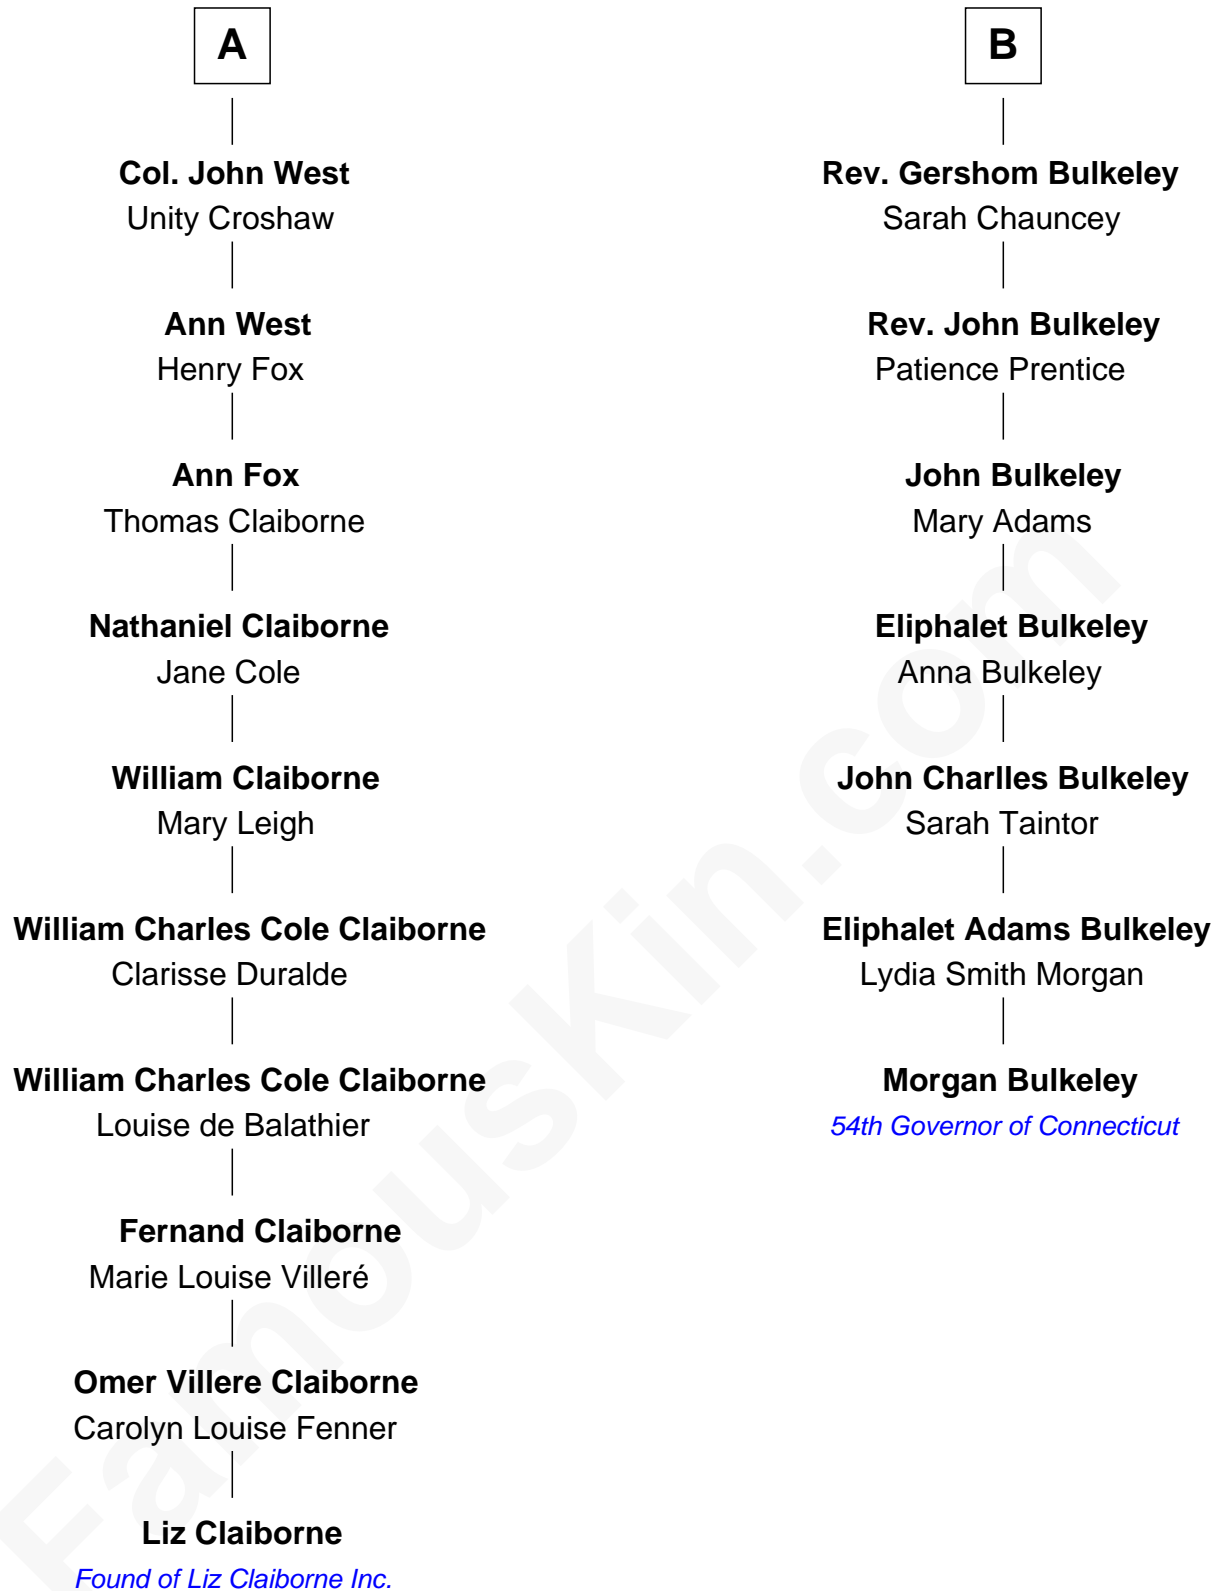 A
Col. John West
Unity Croshaw
Ann West
Henry Fox
Ann Fox
Thomas Claiborne
Nathaniel Claiborne
Jane Cole
William Claiborne
Mary Leigh
William Charles Cole Claiborne
Clarisse Duralde
William Charles Cole Claiborne
Louise de Balathier
Fernand Claiborne
Marie Louise Villeré
Omer Villere Claiborne
Carolyn Louise Fenner
Liz Claiborne
Found of Liz Claiborne Inc.
B
Rev. Gershom Bulkeley
Sarah Chauncey
Rev. John Bulkeley
Patience Prentice
John Bulkeley
Mary Adams
Eliphalet Bulkeley
Anna Bulkeley
John Charlles Bulkeley
Sarah Taintor
Eliphalet Adams Bulkeley
Lydia Smith Morgan
Morgan Bulkeley
54th Governor of Connecticut
FamousKin.com